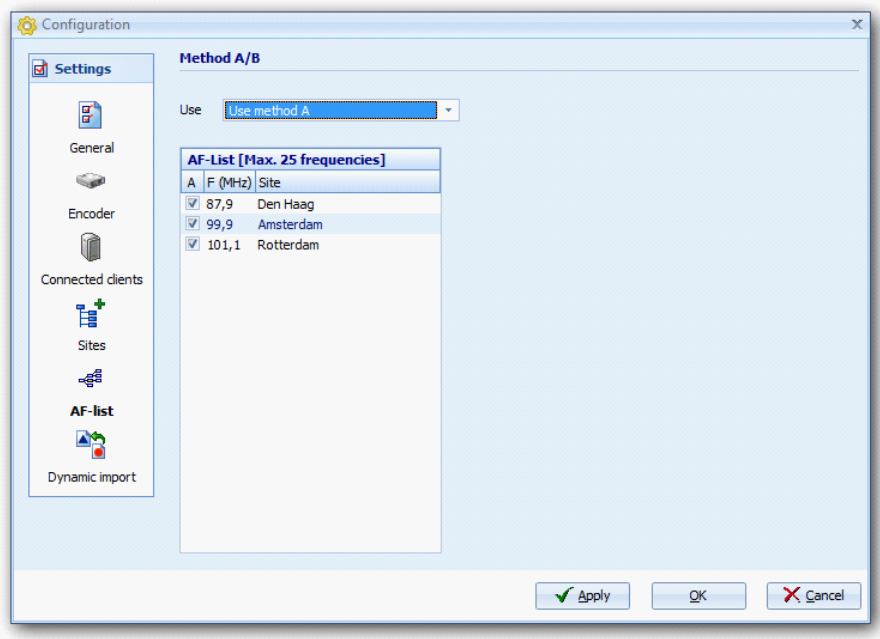 Configuration
Settings
General
Encoder
Connected clients
Sites
AF-list
Dynamic import
Method A/B
Use Use method A
AF-List [Max. 25 frequencies]
A F (MHz) Site
87,9 Den Haag
99,9 Amsterdam
101,1 Rotterdam
Apply OK Cancel